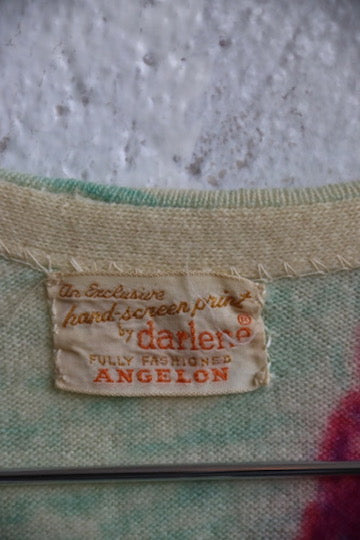 An Exclusive
hand-screen print
by darlene®
FULLY FASHIONED
ANGELON